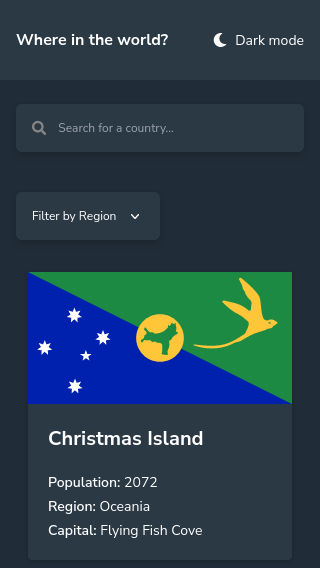 Where in the world?
Dark mode
Search for a country...
Filter by Region
Christmas Island
Population: 2072
Region: Oceania
Capital: Flying Fish Cove